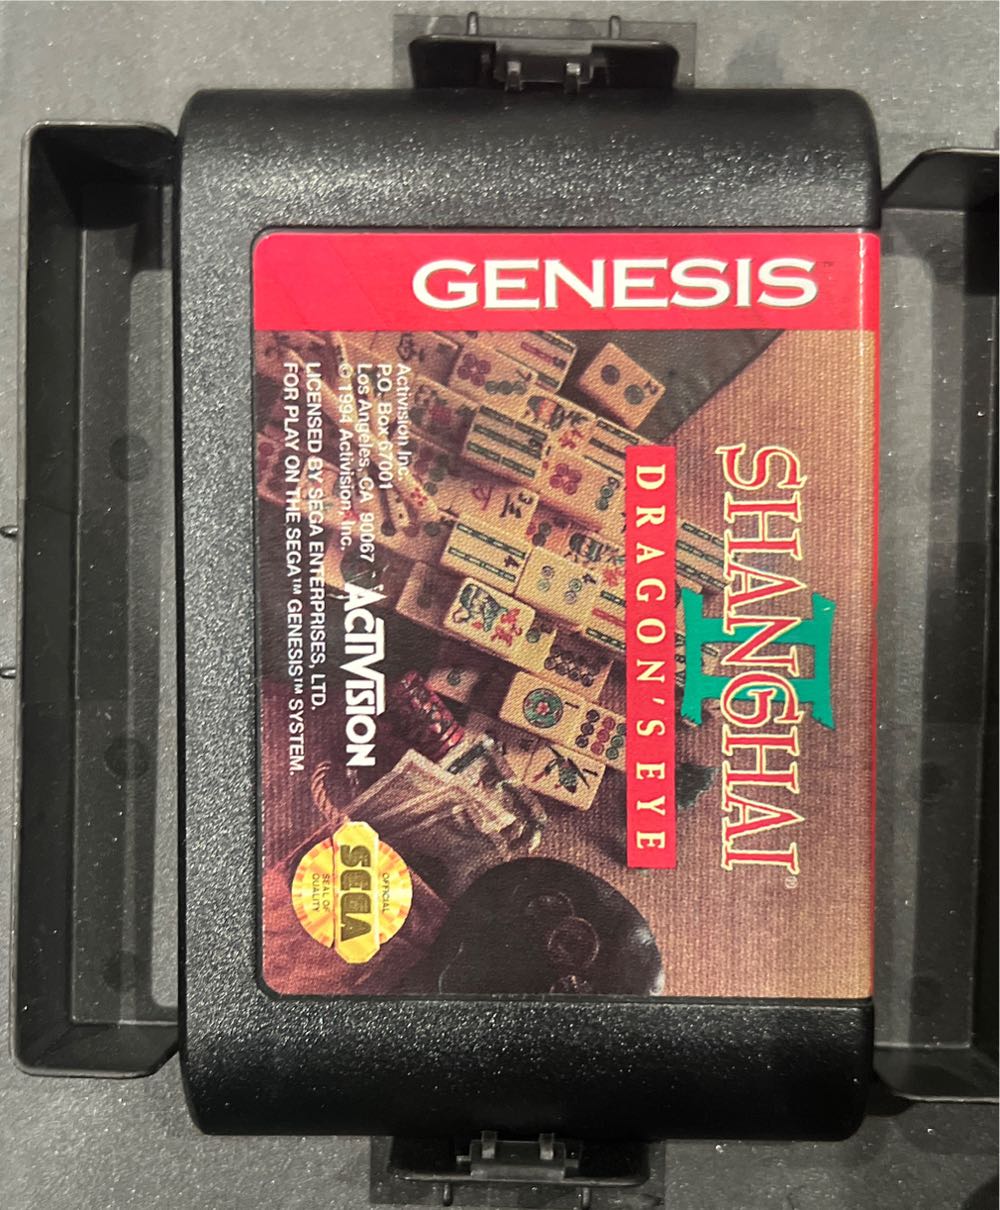 GENESIS™
SHANGHAI®
II
DRAGON'S EYE
Activision Inc.
P.O. Box 67001
Los Angeles, CA 90067
© 1994 Activision, Inc.
ACTIVISION
LICENSED BY SEGA ENTERPRISES, LTD.
FOR PLAY ON THE SEGA™ GENESIS™ SYSTEM.
OFFICIAL
SEGA
SEAL OF
QUALITY